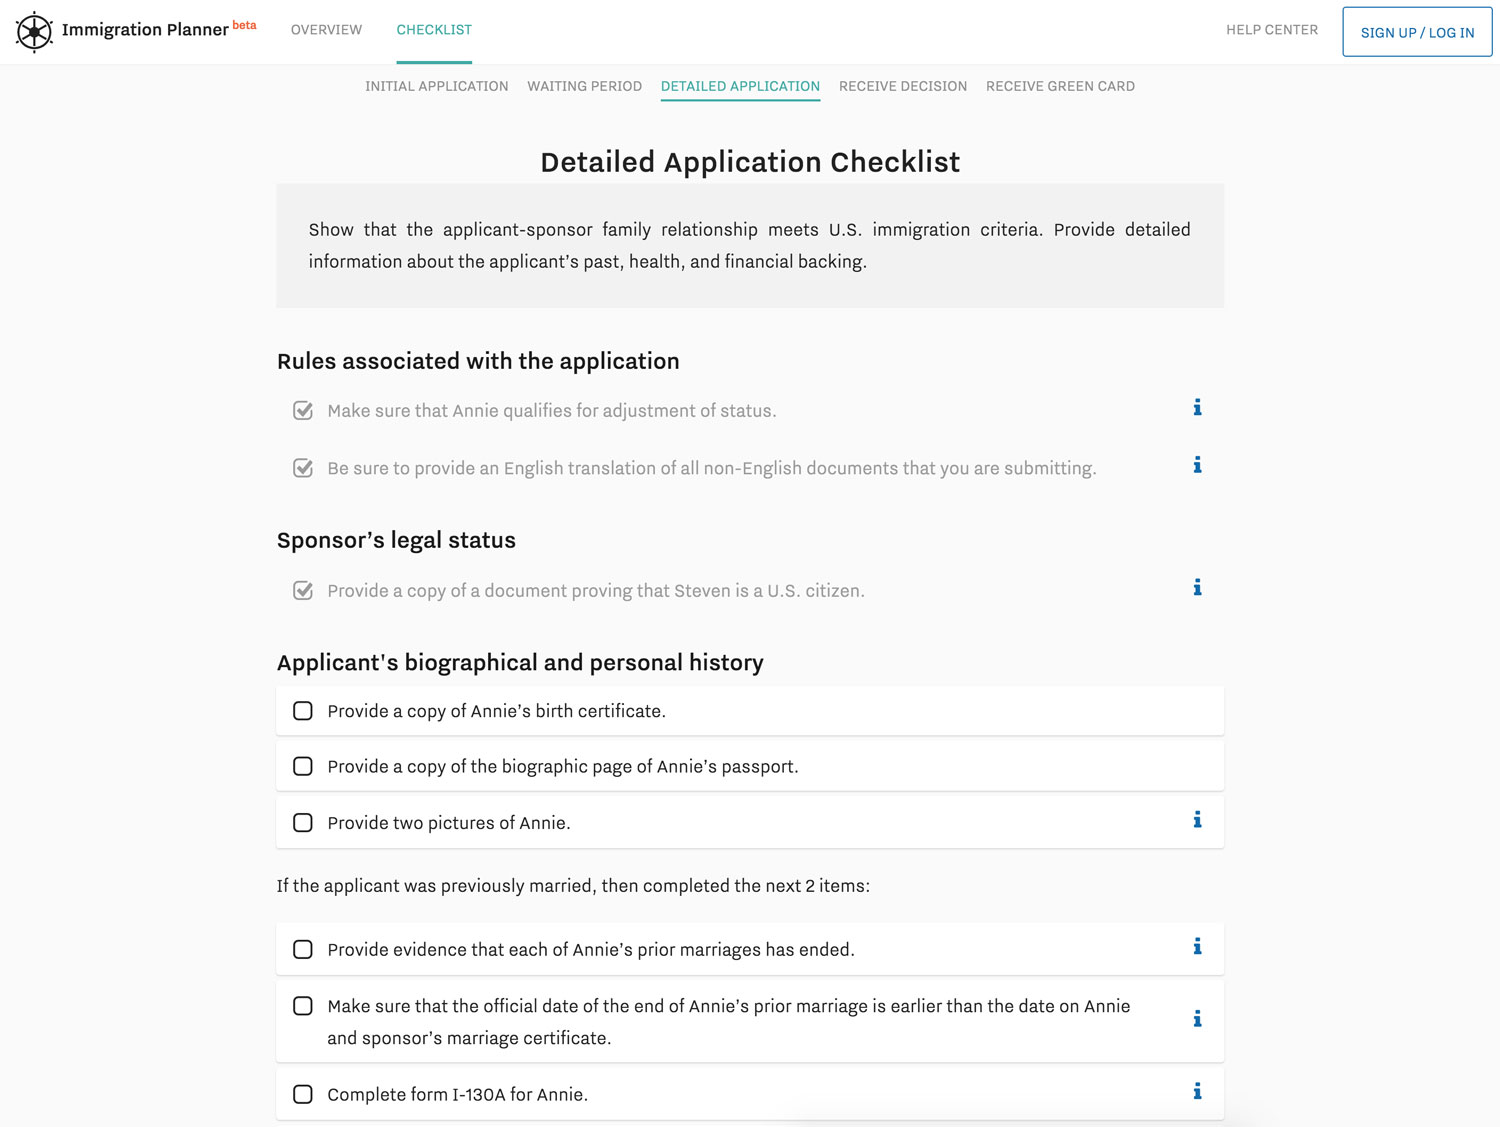 Immigration Planner beta
OVERVIEW
CHECKLIST
HELP CENTER
SIGN UP / LOG IN
INITIAL APPLICATION
WAITING PERIOD
DETAILED APPLICATION
RECEIVE DECISION
RECEIVE GREEN CARD
Detailed Application Checklist
Show that the applicant-sponsor family relationship meets U.S. immigration criteria. Provide detailed
information about the applicant’s past, health, and financial backing.
Rules associated with the application
Make sure that Annie qualifies for adjustment of status.
Be sure to provide an English translation of all non-English documents that you are submitting.
Sponsor’s legal status
Provide a copy of a document proving that Steven is a U.S. citizen.
Applicant's biographical and personal history
Provide a copy of Annie’s birth certificate.
Provide a copy of the biographic page of Annie’s passport.
Provide two pictures of Annie.
If the applicant was previously married, then completed the next 2 items:
Provide evidence that each of Annie’s prior marriages has ended.
Make sure that the official date of the end of Annie’s prior marriage is earlier than the date on Annie
and sponsor’s marriage certificate.
Complete form I-130A for Annie.